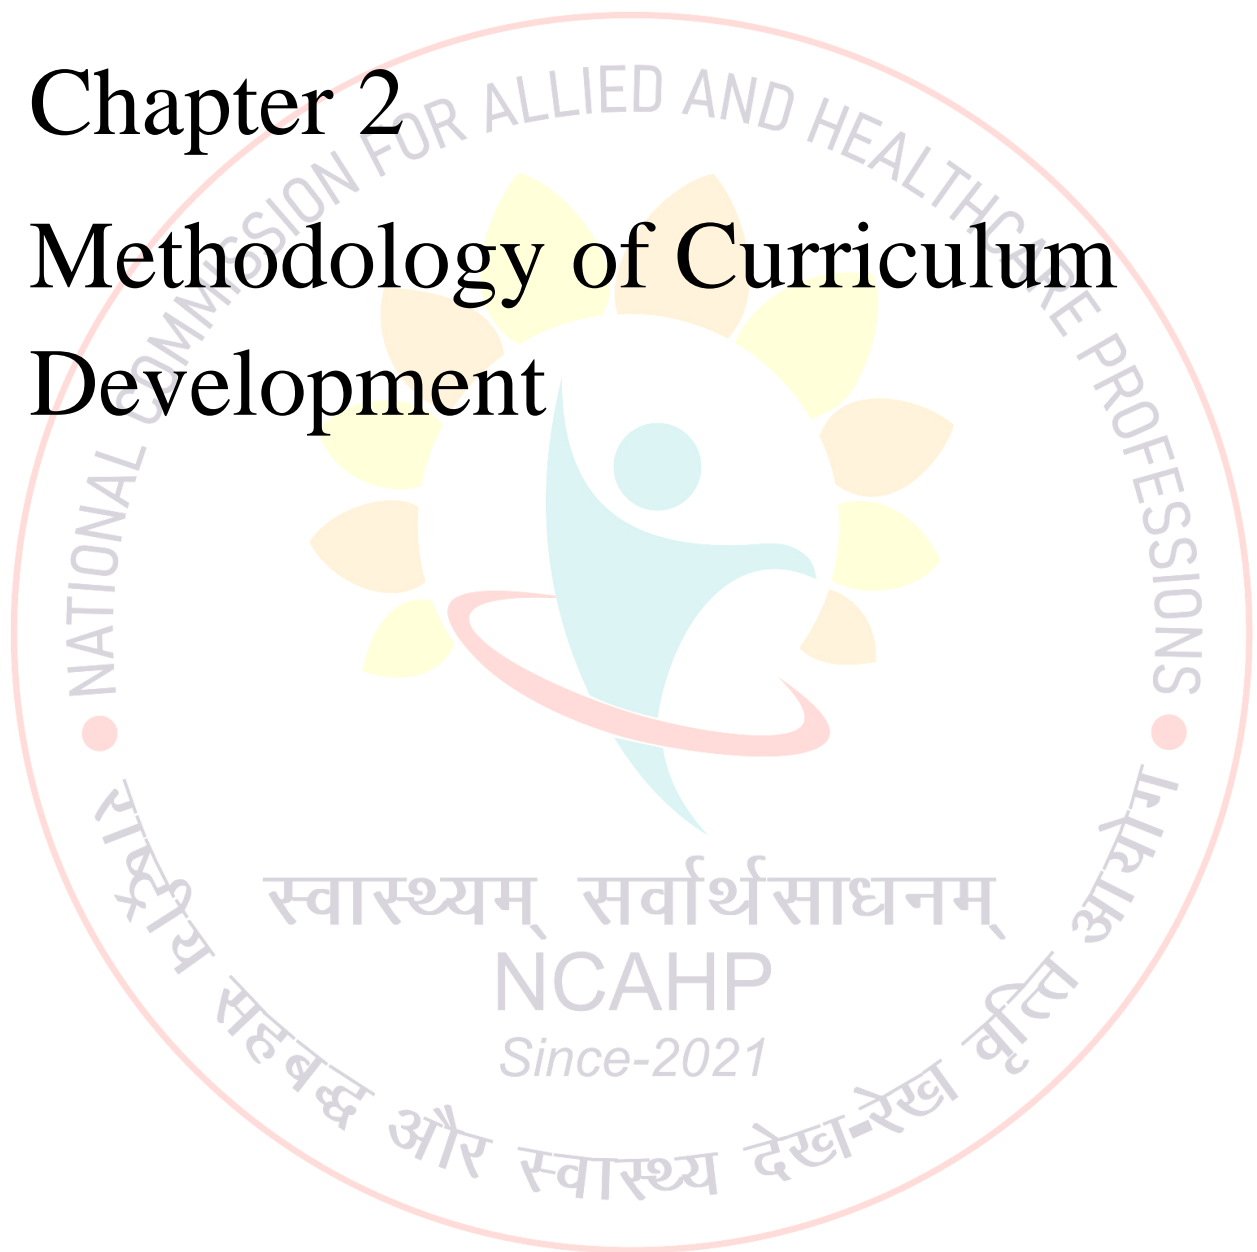 Chapter 2
Methodology of Curriculum
Development
NATIONAL COMMISSION FOR ALLIED AND HEALTHCARE PROFESSIONS
स्वास्थ्यम् सर्वार्थसाधनम्
NCAHP
Since-2021
राष्ट्रीय सहबद्ध और स्वास्थ्य देख-रेख वृत्ति आयोग